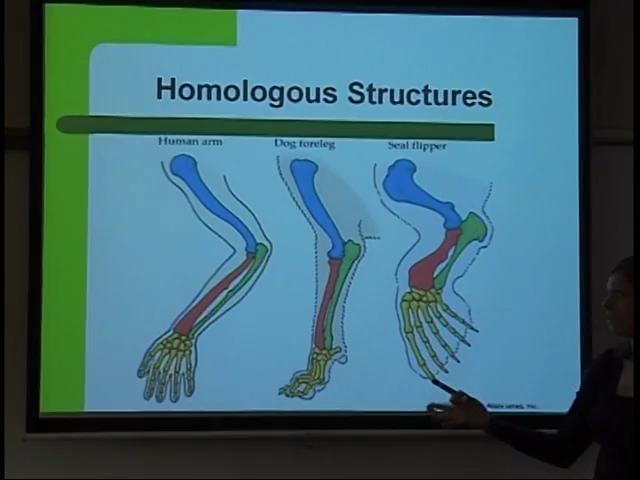 Homologous Structures
Human arm
Dog foreleg
Seal flipper